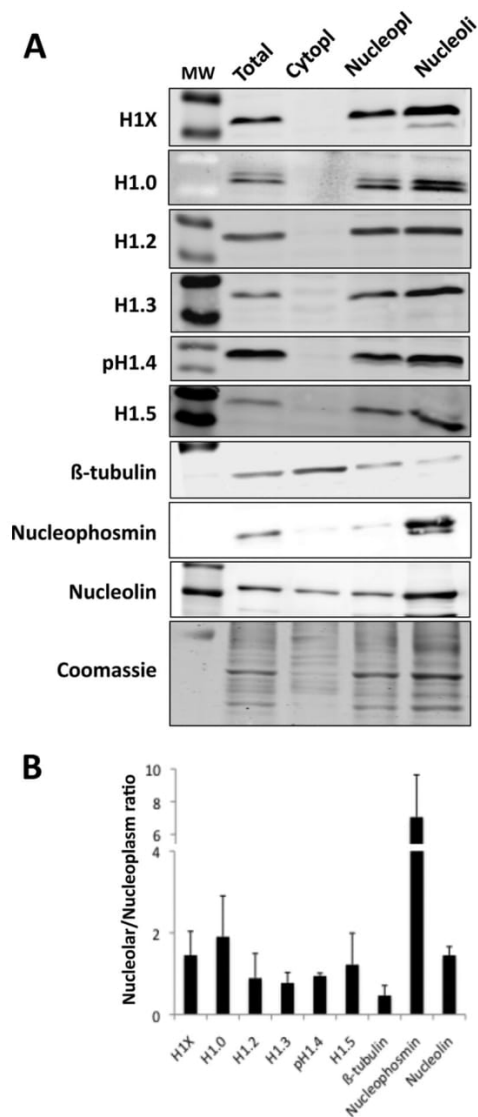 A
MW Total Cytopl Nucleopl Nucleoli
H1X
H1.0
H1.2
H1.3
pH1.4
H1.5
ß-tubulin
Nucleophosmin
Nucleolin
Coomassie
B
Nucleolar/Nucleoplasm ratio
10
8
6
4
2
0
H1X H1.0 H1.2 H1.3 pH1.4 H1.5 ß-tubulin Nucleophosmin Nucleolin